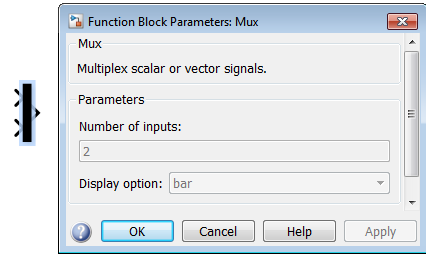 Function Block Parameters: Mux
Mux
Multiplex scalar or vector signals.
Parameters
Number of inputs:
2
Display option: bar
? OK Cancel Help Apply